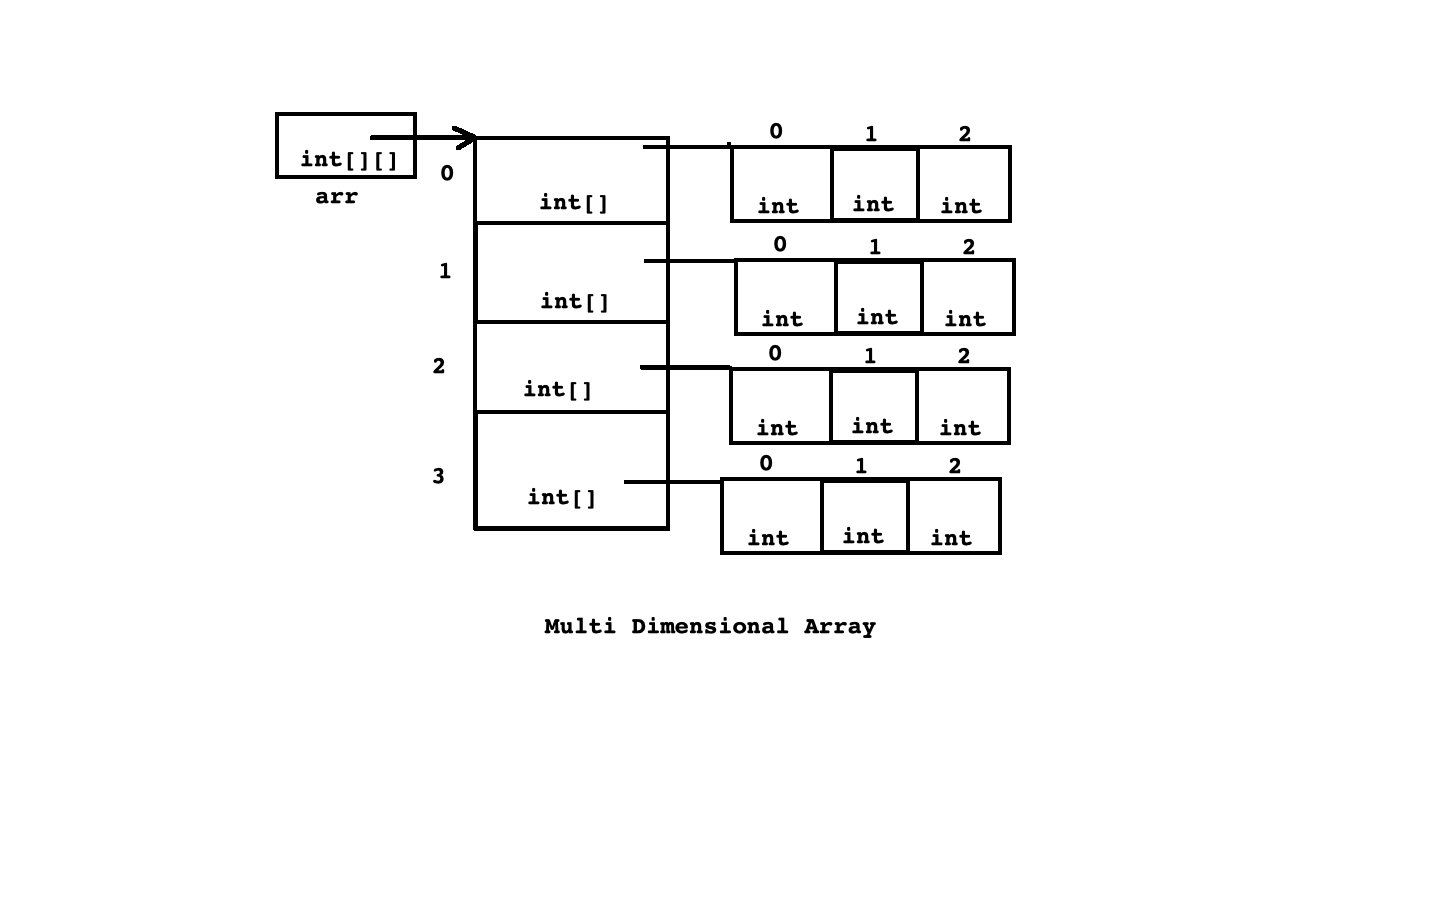 0 1 2
int[][]
arr
0
int[]
int int int
0 1 2
1
int[]
int int int
0 1 2
2
int[]
int int int
0 1 2
3
int[]
int int int
Multi Dimensional Array